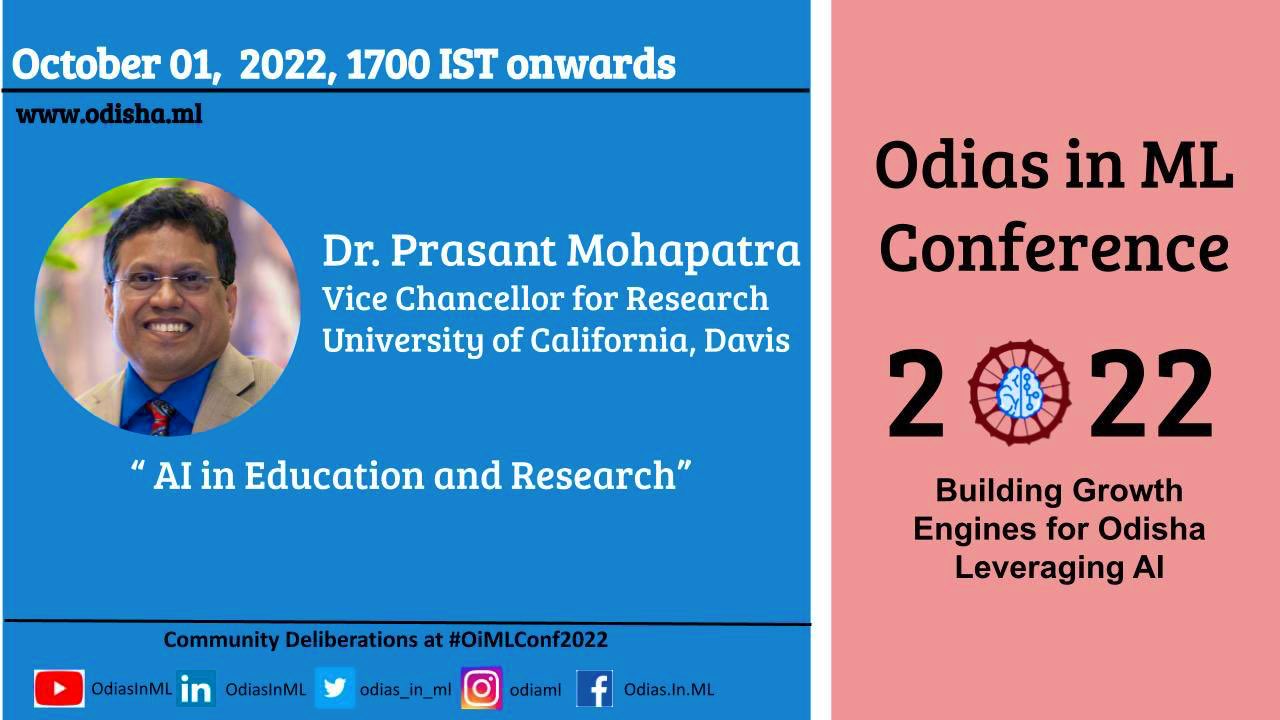 October 01,  2022, 1700 IST onwards
www.odisha.ml
Dr. Prasant Mohapatra
Vice Chancellor for Research
University of California, Davis
“ AI in Education and Research”
Community Deliberations at #OiMLConf2022
OdiasInML OdiasInML odias_in_ml odiaml Odias.In.ML
Odias in ML
Conference
2 22
Building Growth
Engines for Odisha
Leveraging AI